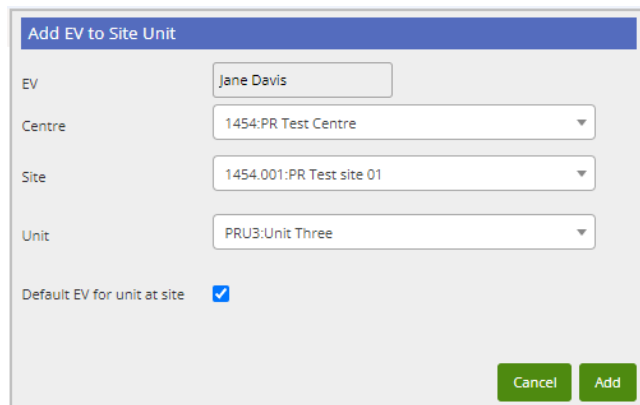 Add EV to Site Unit
EV Jane Davis
Centre 1454:PR Test Centre
Site 1454.001:PR Test site 01
Unit PRU3:Unit Three
Default EV for unit at site
Cancel Add